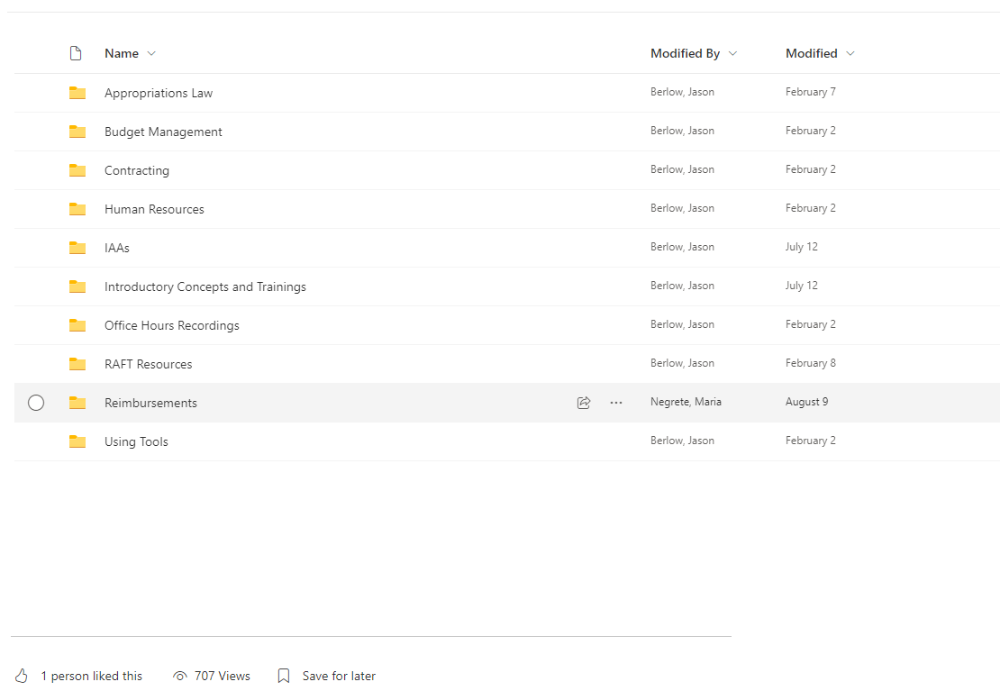 Name Modified By Modified
Appropriations Law Berlow, Jason February 7
Budget Management Berlow, Jason February 2
Contracting Berlow, Jason February 2
Human Resources Berlow, Jason February 2
IAAs Berlow, Jason July 12
Introductory Concepts and Trainings Berlow, Jason July 12
Office Hours Recordings Berlow, Jason February 2
RAFT Resources Berlow, Jason February 8
Reimbursements Negrete, Maria August 9
Using Tools Berlow, Jason February 2
1 person liked this 707 Views Save for later